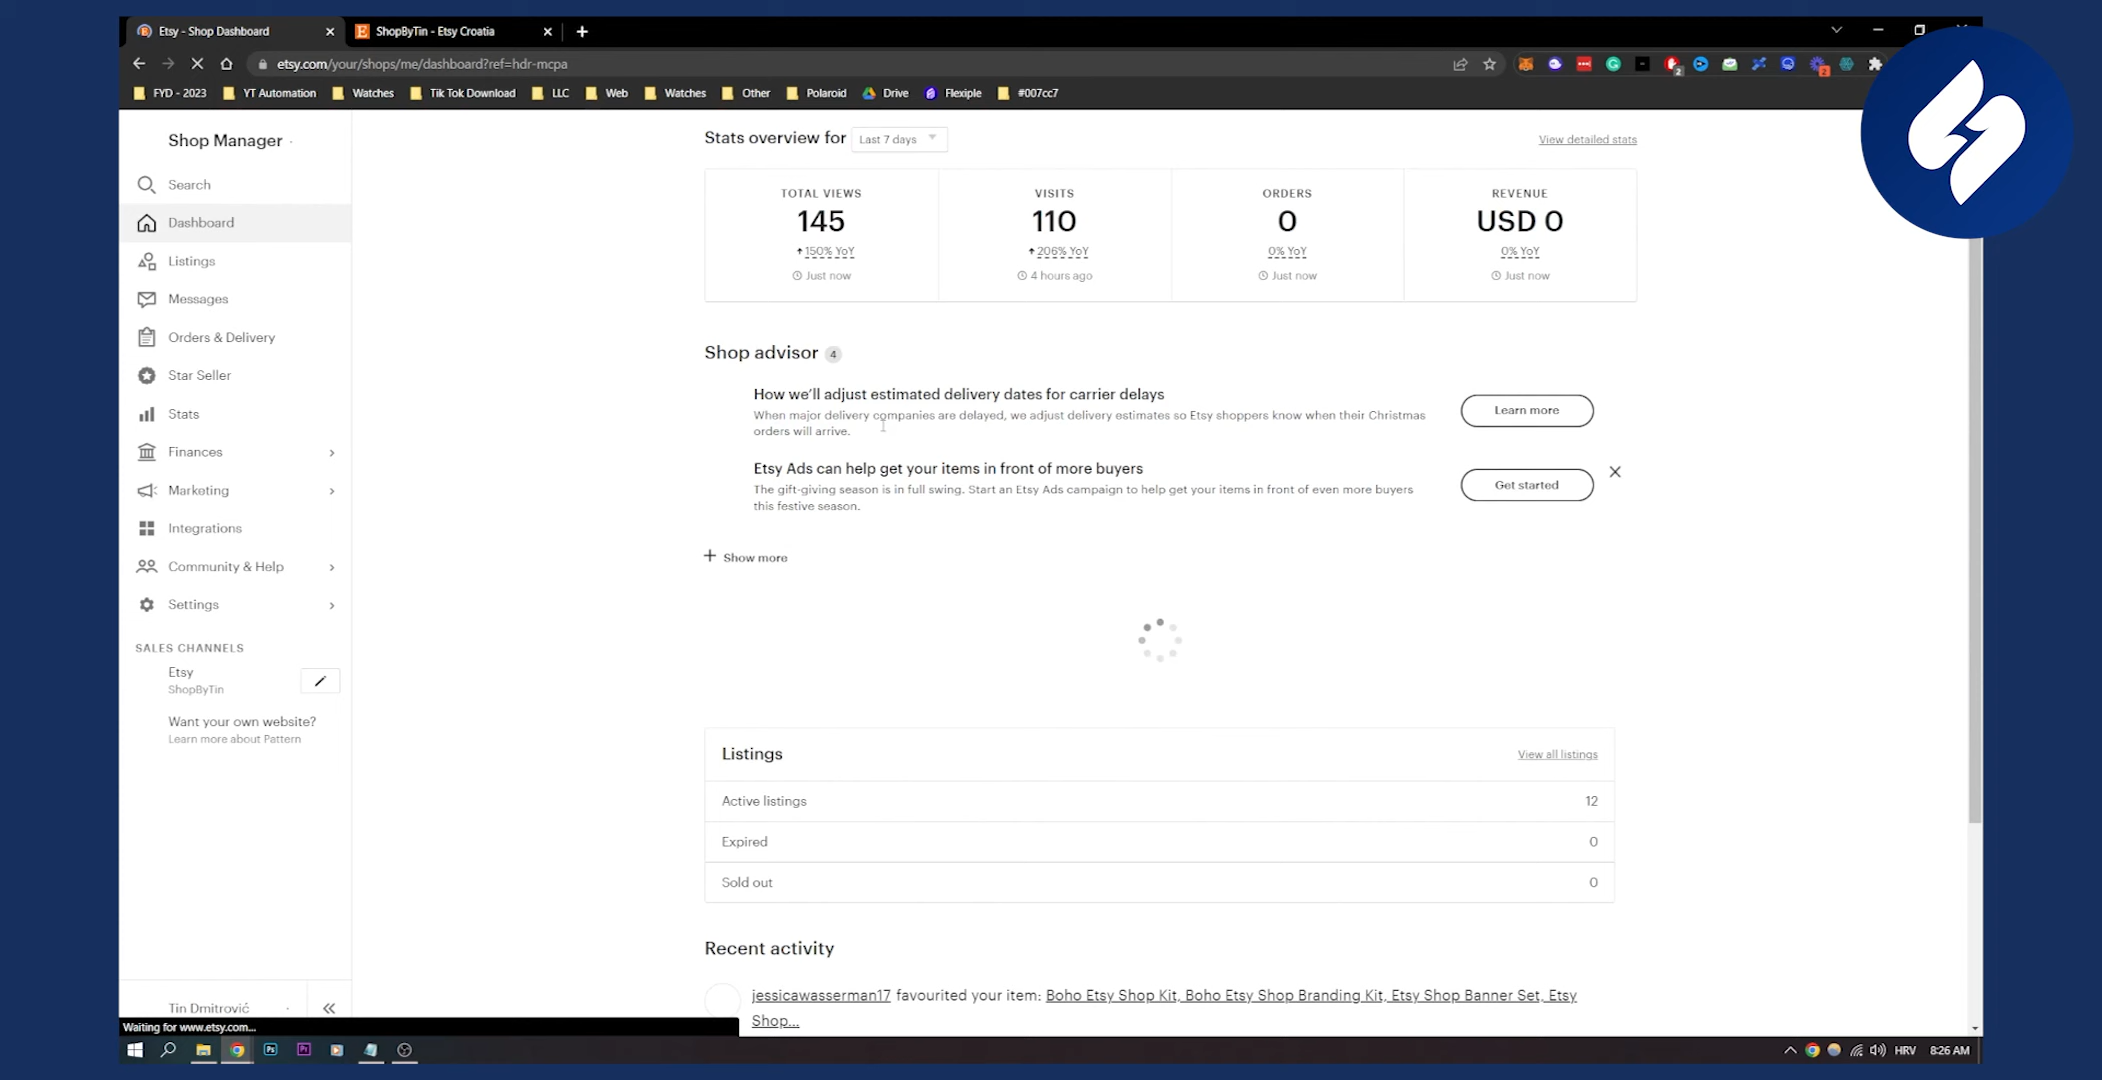 Etsy - Shop Dashboard
ShopByTin - Etsy Croatia
etsy.com/your/shops/me/dashboard?ref=hdr-mcpa
FYD - 2023
YT Automation
Watches
Tik Tok Download
LLC
Web
Watches
Other
Polaroid
Drive
Flexiple
#007cc7
Shop Manager
Search
Dashboard
Listings
Messages
Orders & Delivery
Star Seller
Stats
Finances
Marketing
Integrations
Community & Help
Settings
SALES CHANNELS
Etsy
ShopByTin
Want your own website?
Learn more about Pattern
Tin Dmitrović
Waiting for www.etsy.com...
Stats overview for Last 7 days
View detailed stats
TOTAL VIEWS
145
150% YoY
Just now
VISITS
110
206% YoY
4 hours ago
ORDERS
0
0% YoY
Just now
REVENUE
USD 0
0% YoY
Just now
Shop advisor 4
How we'll adjust estimated delivery dates for carrier delays
When major delivery companies are delayed, we adjust delivery estimates so Etsy shoppers know when their Christmas
orders will arrive.
Learn more
Etsy Ads can help get your items in front of more buyers
The gift-giving season is in full swing. Start an Etsy Ads campaign to help get your items in front of even more buyers
this festive season.
Get started
Show more
Listings
View all listings
Active listings 12
Expired 0
Sold out 0
Recent activity
jessicawasserman17 favourited your item: Boho Etsy Shop Kit, Boho Etsy Shop Branding Kit, Etsy Shop Banner Set, Etsy
Shop...
HRV
8:26 AM